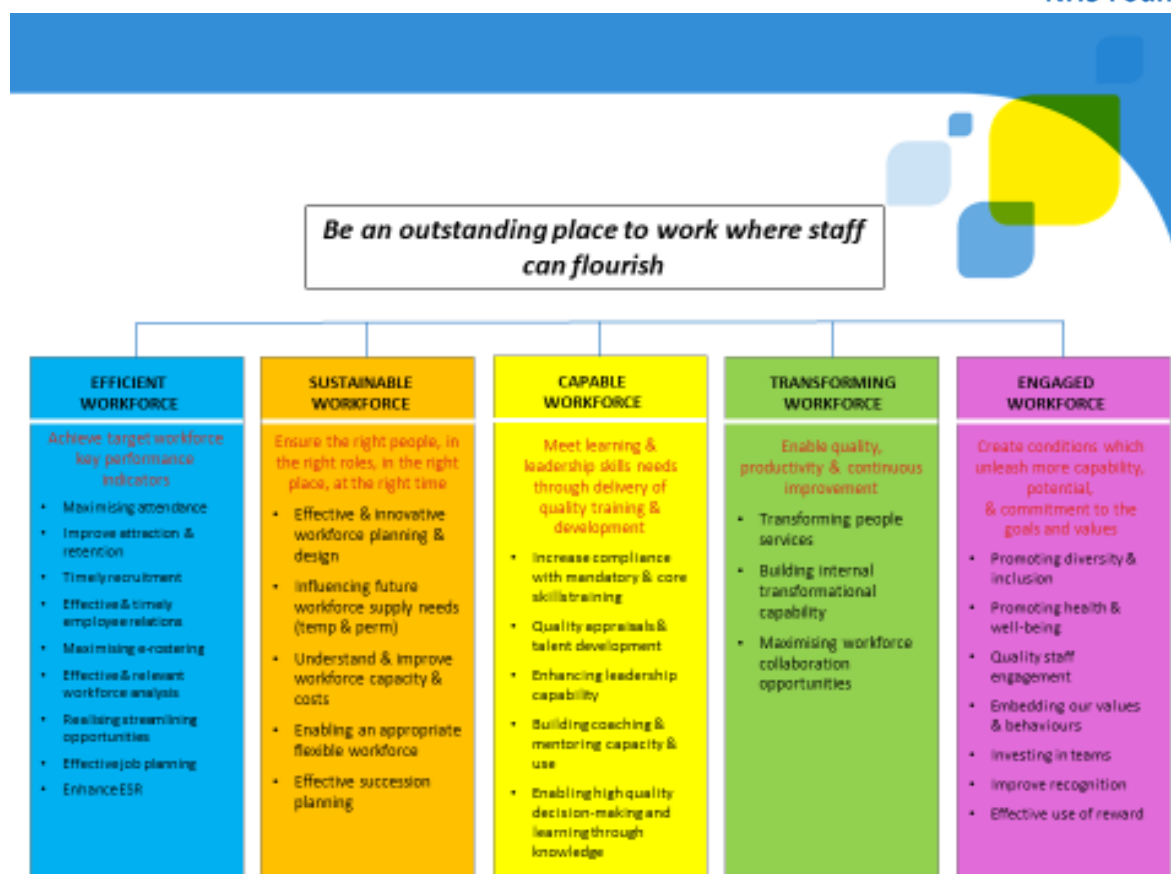 Be an outstanding place to work where staff
can flourish
EFFICIENT
WORKFORCE
Achieve target workforce
key performance
indicators
• Maximising attendance
• Improve attraction &
retention
• Timely recruitment
• Effective & timely
employee relations
• Maximising e-rostering
• Effective & relevant
workforce analysis
• Realising streamlining
opportunities
• Effective job planning
• Enhance ESR
SUSTAINABLE
WORKFORCE
Ensure the right people, in
the right roles, in the right
place, at the right time
• Effective & innovative
workforce planning &
design
• Influencing future
workforce supply needs
(temp & perm)
• Understand & improve
workforce capacity &
costs
• Enabling an appropriate
flexible workforce
• Effective succession
planning
CAPABLE
WORKFORCE
Meet learning &
leadership skills needs
through delivery of
quality training &
development
• Increase compliance
with mandatory & core
skills training
• Quality appraisals &
talent development
• Enhancing leadership
capability
• Building coaching &
mentoring capacity &
use
• Enabling high quality
decision-making and
learning through
knowledge
TRANSFORMING
WORKFORCE
Enable quality,
productivity & continuous
improvement
• Transforming people
services
• Building internal
transformational
capability
• Maximising workforce
collaboration
opportunities
ENGAGED
WORKFORCE
Create conditions which
unleash more capability,
potential,
& commitment to the
goals and values
• Promoting diversity &
inclusion
• Promoting health &
well-being
• Quality staff
engagement
• Embedding our values
& behaviours
• Investing in teams
• Improve recognition
• Effective use of reward